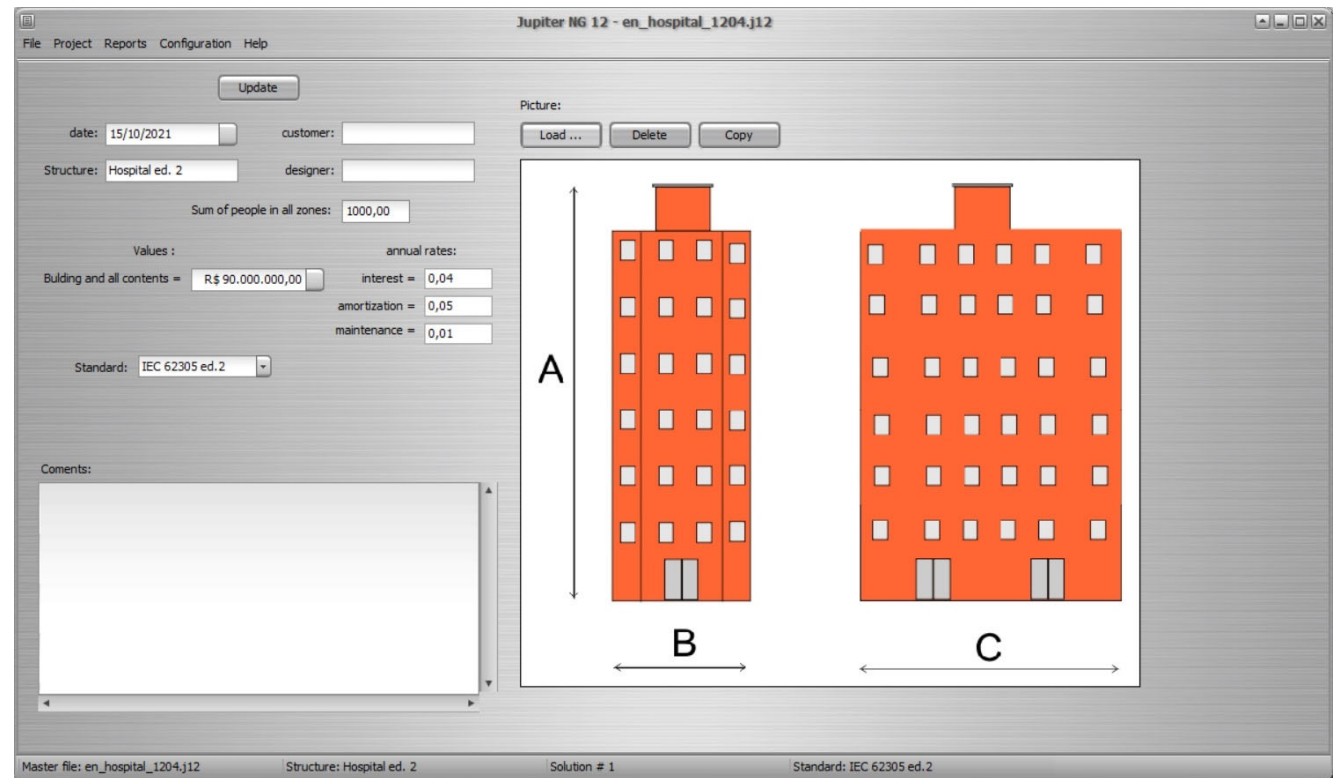 Jupiter NG 12 - en_hospital_1204.j12
File Project Reports Configuration Help
Update
date: 15/10/2021 customer:
Structure: Hospital ed. 2 designer:
Sum of people in all zones: 1000,00
Values : annual rates:
Bulding and all contents = R$ 90.000.000,00 interest = 0,04
amortization = 0,05
maintenance = 0,01
Standard: IEC 62305 ed.2
Coments:
Picture:
Load ... Delete Copy
A
B C
Master file: en_hospital_1204.j12 Structure: Hospital ed. 2 Solution # 1 Standard: IEC 62305 ed.2